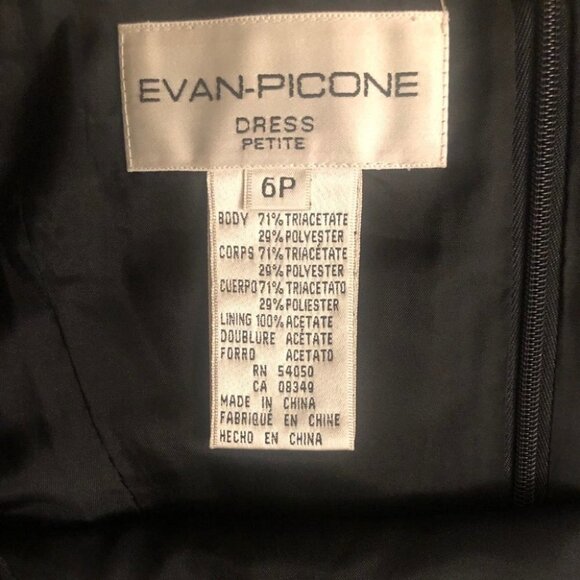 EVAN-PICONE
DRESS
PETITE
6P
BODY 71% TRIACETATE
29% POLYESTER
CORPS 71% TRIACÉTATE
29% POLYESTER
CUERPO 71% TRIACETATO
29% POLIESTER
LINING 100% ACETATE
DOUBLURE ACÉTATE
FORRO ACETATO
RN 54050
CA 08349
MADE IN CHINA
FABRIQUÉ EN CHINE
HECHO EN CHINA